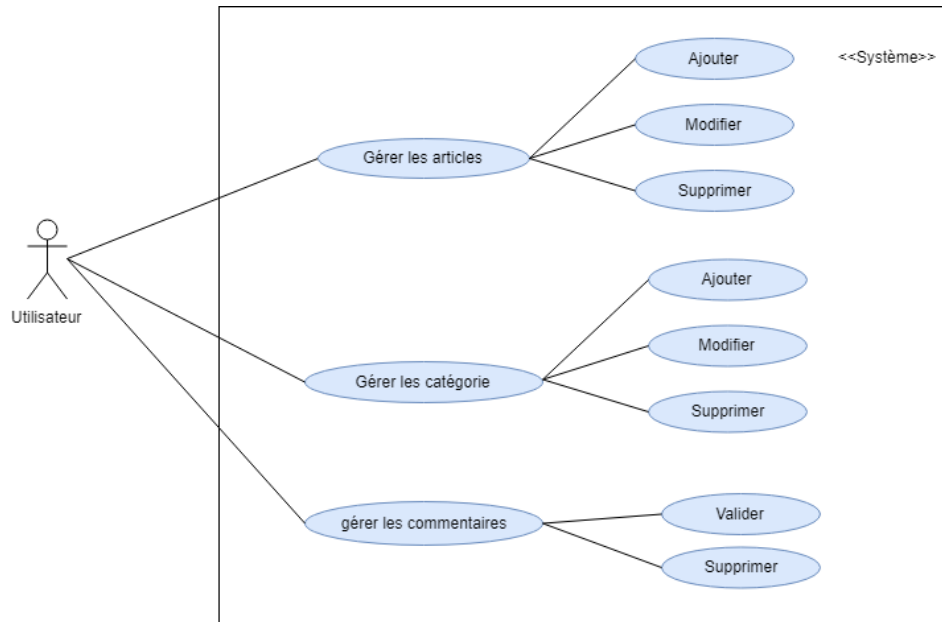 Ajouter
<<Système>>
Modifier
Gérer les articles
Supprimer
Utilisateur
Ajouter
Modifier
Gérer les catégorie
Supprimer
Valider
gérer les commentaires
Supprimer